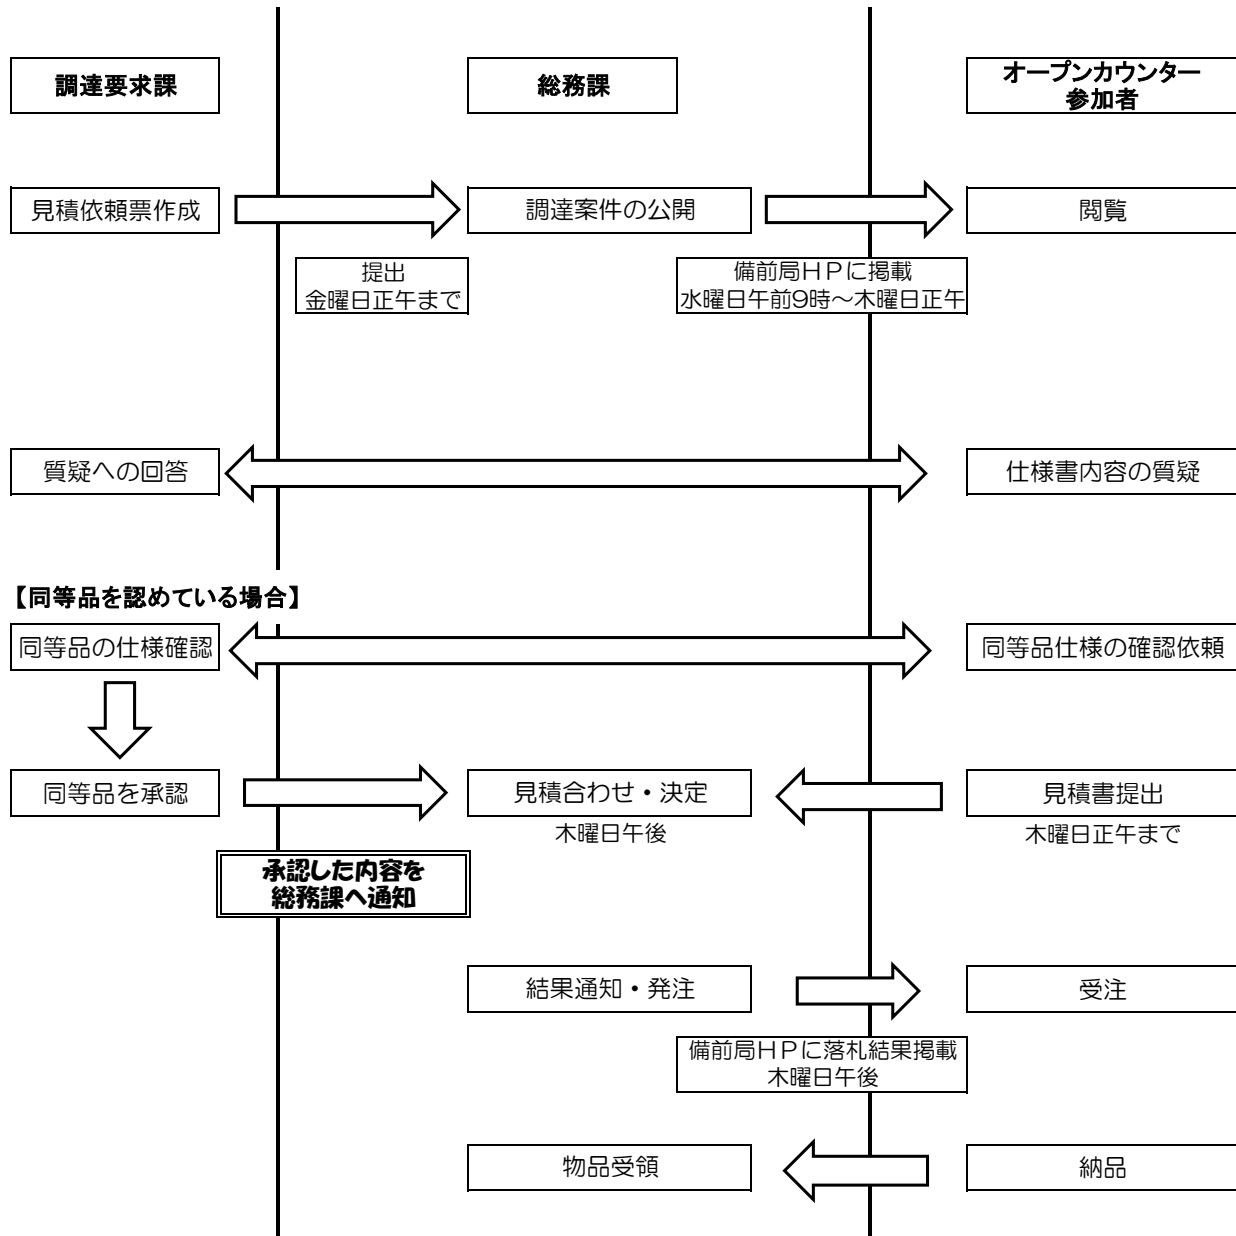 調達要求課
総務課
オープンカウンター
参加者
見積依頼票作成
調達案件の公開
閲覧
提出
金曜日正午まで
備前局HPに掲載
水曜日午前9時～木曜日正午
質疑への回答
仕様書内容の質疑
【同等品を認めている場合】
同等品の仕様確認
同等品仕様の確認依頼
同等品を承認
見積合わせ・決定
見積書提出
木曜日午後
木曜日正午まで
承認した内容を
総務課へ通知
結果通知・発注
受注
備前局HPに落札結果掲載
木曜日午後
物品受領
納品